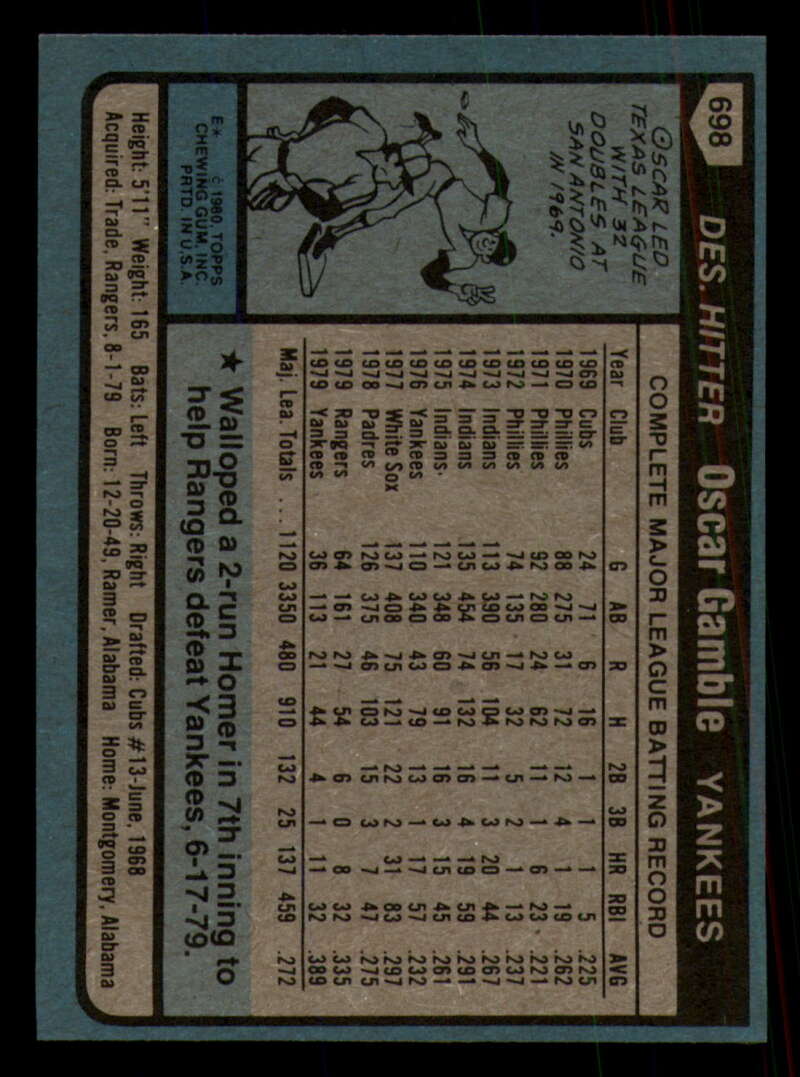 698
DES. HITTER Oscar Gamble YANKEES
OSCAR LED
TEXAS LEAGUE
WITH 32
DOUBLES AT
SAN ANTONIO
IN 1969.
E* © 1980, TOPPS
CHEWING GUM, INC.
PRTD. IN U.S.A.
COMPLETE MAJOR LEAGUE BATTING RECORD
Year Club G AB R H 2B 3B HR RBI AVG
1969 Cubs 24 71 6 16 1 1 1 5 .225
1970 Phillies 88 275 31 72 12 4 1 19 .262
1971 Phillies 92 280 24 62 11 1 6 23 .221
1972 Phillies 74 135 17 32 5 2 1 13 .237
1973 Indians 113 390 56 104 11 3 20 44 .267
1974 Indians 135 454 74 132 16 4 19 59 .291
1975 Indians 121 348 60 91 16 3 15 45 .261
1976 Yankees 110 340 43 79 13 1 17 57 .232
1977 White Sox 137 408 75 121 22 2 31 83 .297
1978 Padres 126 375 46 103 15 3 7 47 .275
1979 Rangers 64 161 27 54 6 0 8 32 .335
1979 Yankees 36 113 21 44 4 1 11 32 .389
Maj. Lea. Totals ... 1120 3350 480 910 132 25 137 459 .272
★ Walloped a 2-run Homer in 7th inning to
help Rangers defeat Yankees, 6-17-79.
Height: 5'11" Weight: 165 Bats: Left Throws: Right Drafted: Cubs #13-June, 1968
Acquired: Trade, Rangers, 8-1-79 Born: 12-20-49, Ramer, Alabama Home: Montgomery, Alabama